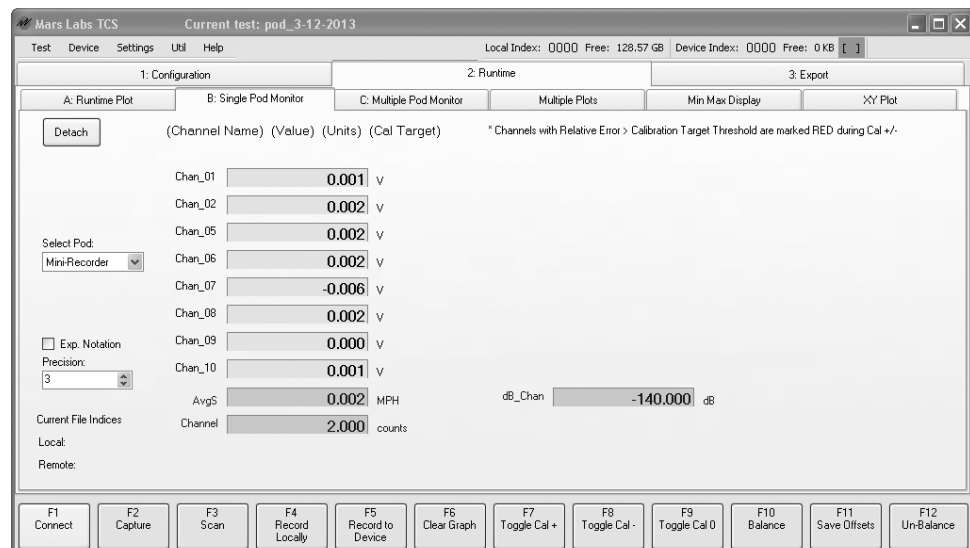 Mars Labs TCS Current test: pod_3-12-2013
Test Device Settings Util Help Local Index: 0000 Free: 128.57 GB Device Index: 0000 Free: 0 KB [ ]
1: Configuration 2: Runtime 3: Export
A: Runtime Plot B: Single Pod Monitor C: Multiple Pod Monitor Multiple Plots Min Max Display XY Plot
Detach (Channel Name) (Value) (Units) (Cal Target) * Channels with Relative Error > Calibration Target Threshold are marked RED during Cal +/-
Chan_01 0.001 V
Chan_02 0.002 V
Chan_05 0.002 V
Select Pod:
Mini-Recorder
Chan_06 0.002 V
Chan_07 -0.006 V
Chan_08 0.002 V
Exp. Notation
Chan_09 0.000 V
Precision:
3
Chan_10 0.001 V
AvgS 0.002 MPH dB_Chan -140.000 dB
Current File Indices
Channel 2.000 counts
Local:
Remote:
F1 Connect
F2 Capture
F3 Scan
F4 Record Locally
F5 Record to Device
F6 Clear Graph
F7 Toggle Cal +
F8 Toggle Cal -
F9 Toggle Cal 0
F10 Balance
F11 Save Offsets
F12 Un-Balance